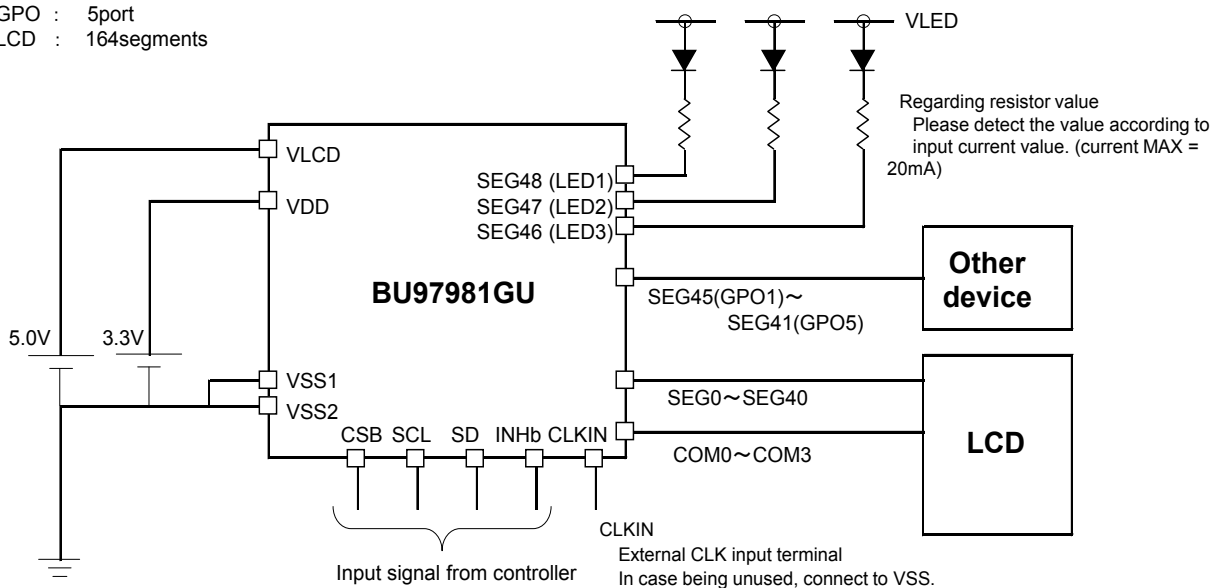 GPO : 5port
LCD : 164segments
VLED
Regarding resistor value
Please detect the value according to
input current value. (current MAX =
20mA)
VLCD
VDD
SEG48 (LED1)
SEG47 (LED2)
SEG46 (LED3)
BU97981GU
SEG45(GPO1)～
SEG41(GPO5)
Other
device
5.0V
3.3V
VSS1
VSS2
SEG0～SEG40
COM0～COM3
LCD
CSB SCL SD INHb CLKIN
CLKIN
External CLK input terminal
In case being unused, connect to VSS.
Input signal from controller